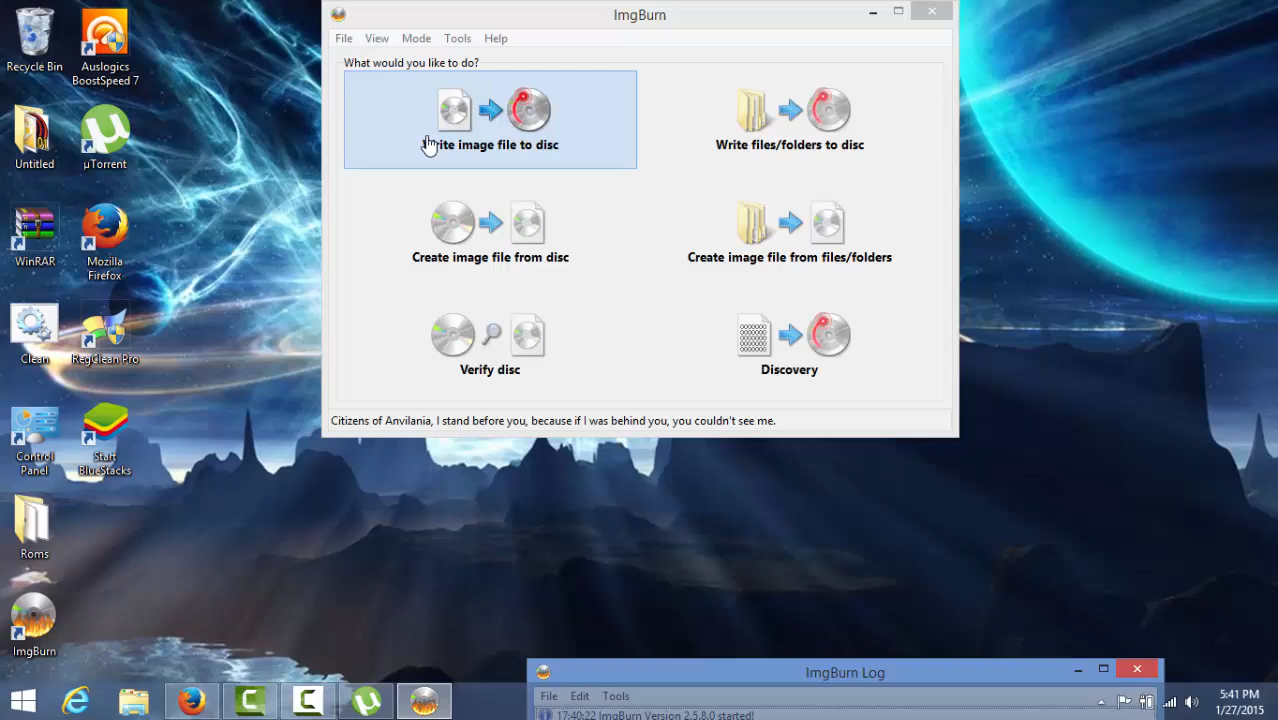 Recycle Bin
Auslogics BoostSpeed 7
Untitled
µTorrent
WinRAR
Mozilla Firefox
Clean
RegClean Pro
Control Panel
Start BlueStacks
Roms
ImgBurn
ImgBurn
File View Mode Tools Help
What would you like to do?
image file to disc
Write files/folders to disc
Create image file from disc
Create image file from files/folders
Verify disc
Discovery
Citizens of Anvilania, I stand before you, because if I was behind you, you couldn't see me.
ImgBurn Log
File Edit Tools
17:40:22 ImgBurn Version 2.5.8.0 started!
5:41 PM
1/27/2015